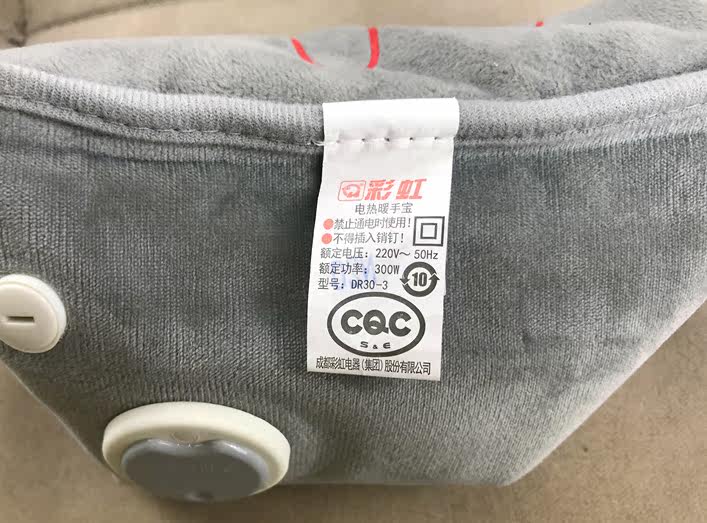 彩虹
电热暖手宝
●禁止通电时使用!
●不得插入销钉!
额定电压: 220V~ 50Hz
额定功率: 300W
型号: DR30-3
10
CQC
S & E
成都彩虹电器(集团)股份有限公司